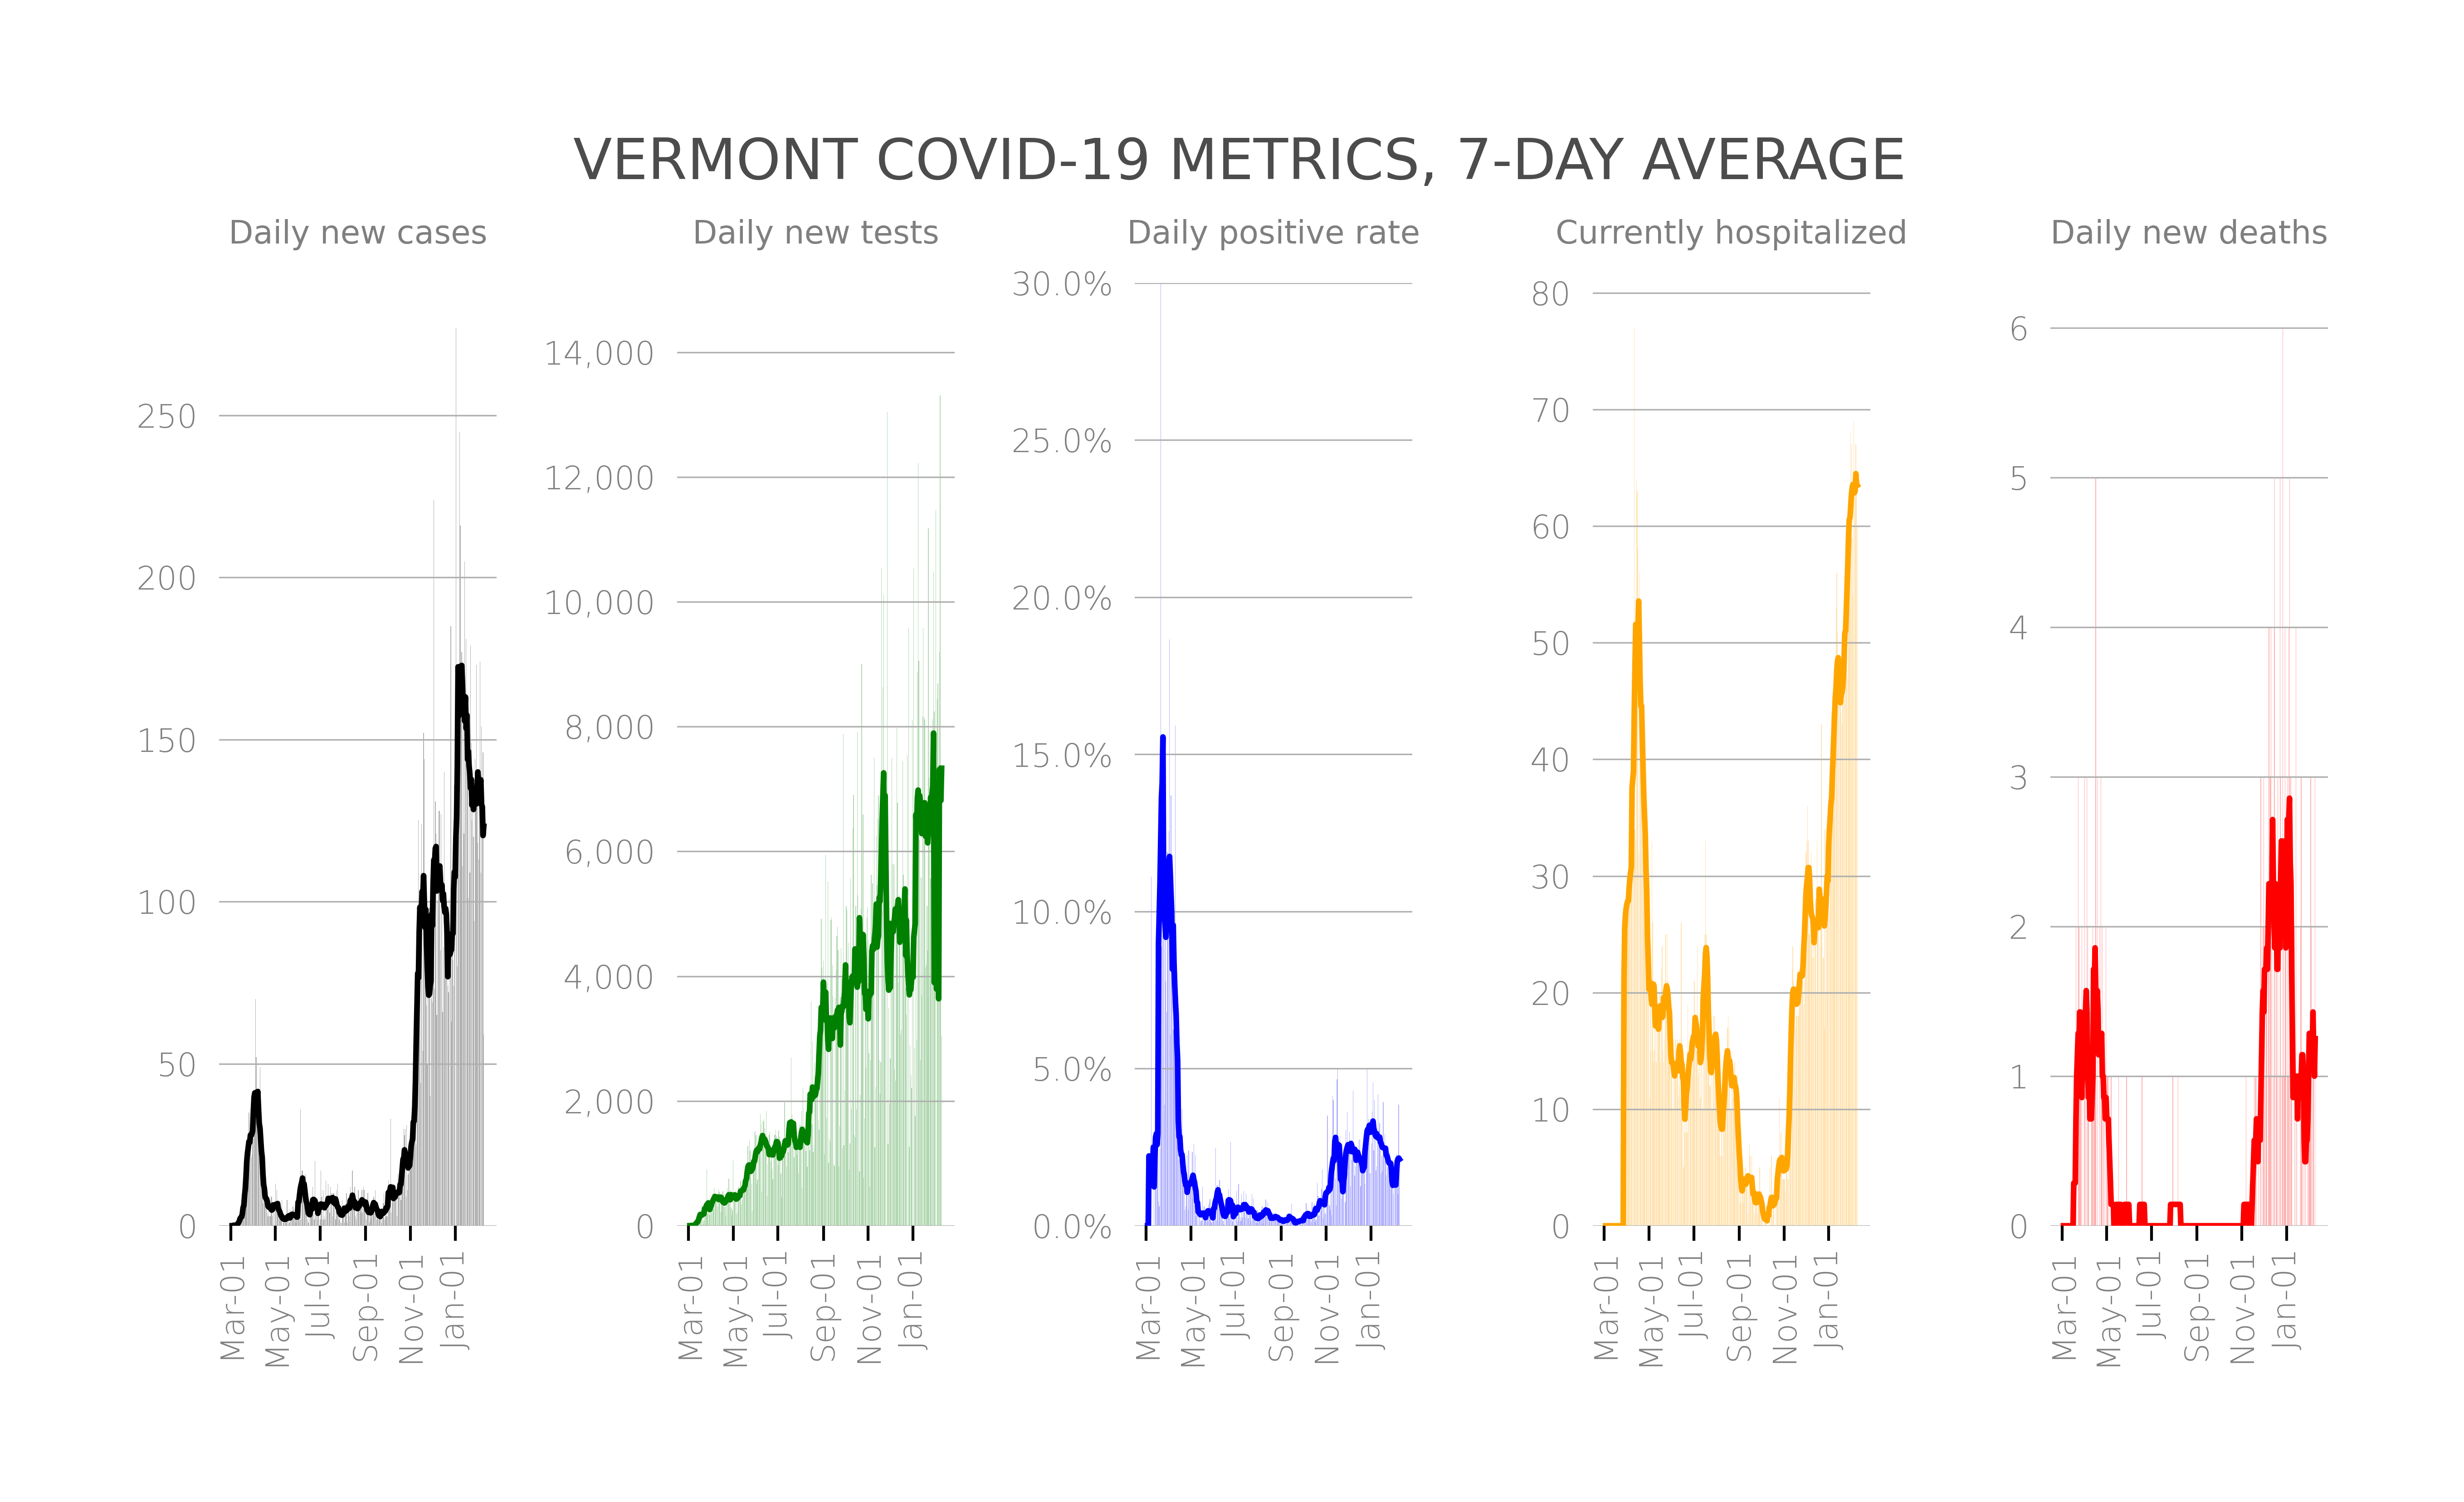 VERMONT COVID-19 METRICS, 7-DAY AVERAGE
Daily new cases
250
200
150
100
50
0
Mar-01
May-01
Jul-01
Sep-01
Nov-01
Jan-01
Daily new tests
14,000
12,000
10,000
8,000
6,000
4,000
2,000
0
Mar-01
May-01
Jul-01
Sep-01
Nov-01
Jan-01
Daily positive rate
30.0%
25.0%
20.0%
15.0%
10.0%
5.0%
0.0%
Mar-01
May-01
Jul-01
Sep-01
Nov-01
Jan-01
Currently hospitalized
80
70
60
50
40
30
20
10
0
Mar-01
May-01
Jul-01
Sep-01
Nov-01
Jan-01
Daily new deaths
6
5
4
3
2
1
0
Mar-01
May-01
Jul-01
Sep-01
Nov-01
Jan-01